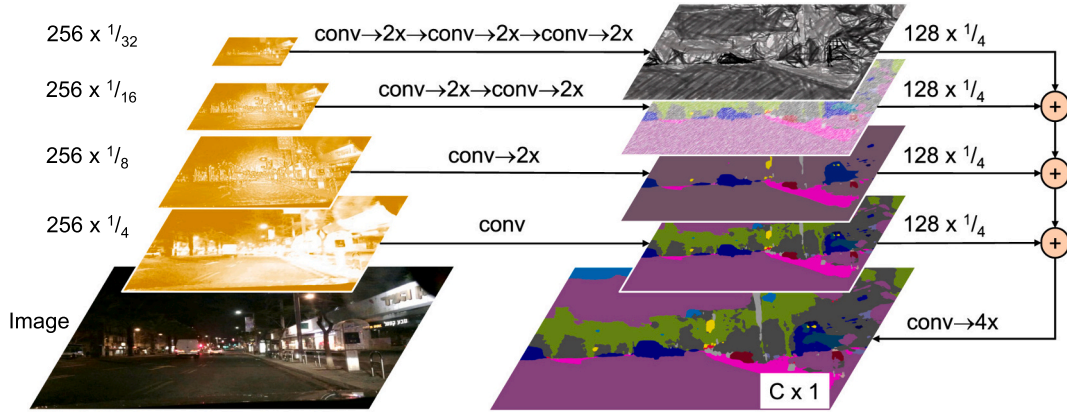 256 x 1/32
conv→2x→conv→2x→conv→2x
128 x 1/4
256 x 1/16
conv→2x→conv→2x
128 x 1/4
+
256 x 1/8
conv→2x
128 x 1/4
+
256 x 1/4
conv
128 x 1/4
+
Image
conv→4x
C x 1